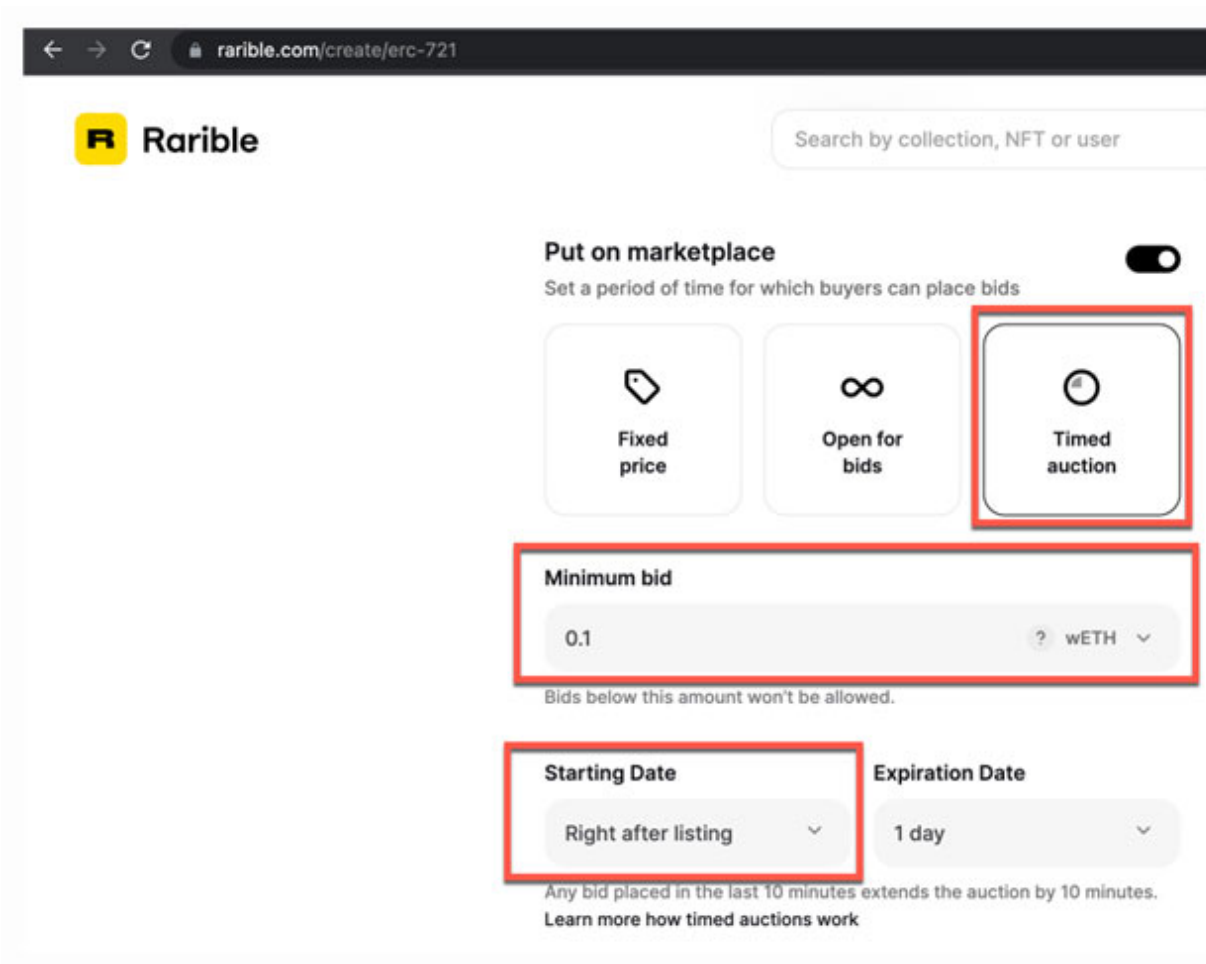 rarible.com/create/erc-721
R Rarible
Search by collection, NFT or user
Put on marketplace
Set a period of time for which buyers can place bids
Fixed
price
Open for
bids
Timed
auction
Minimum bid
0.1 ? wETH
Bids below this amount won't be allowed.
Starting Date Expiration Date
Right after listing 1 day
Any bid placed in the last 10 minutes extends the auction by 10 minutes.
Learn more how timed auctions work